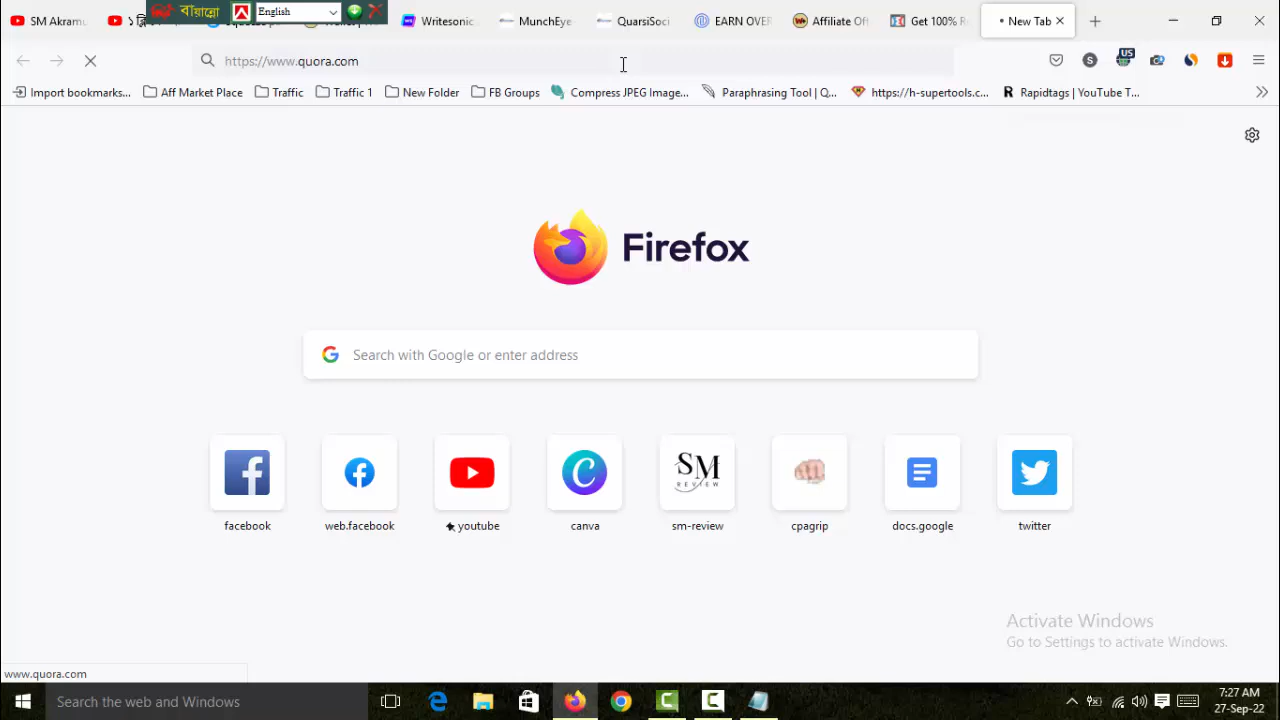 বায়ান্নো
English
SM Akramu
Writesonic
MunchEye
QuansiSoci
EARN OVER
Affiliate Off
Get 100% R
New Tab
https://www.quora.com
S
US
Import bookmarks...
Aff Market Place
Traffic
Traffic 1
New Folder
FB Groups
Compress JPEG Image...
Paraphrasing Tool | Q...
https://h-supertools.c...
Rapidtags | YouTube T...
Firefox
Search with Google or enter address
SM
REVIEW
facebook
web.facebook
youtube
canva
sm-review
cpagrip
docs.google
twitter
Activate Windows
Go to Settings to activate Windows.
www.quora.com
Search the web and Windows
7:27 AM
27-Sep-22